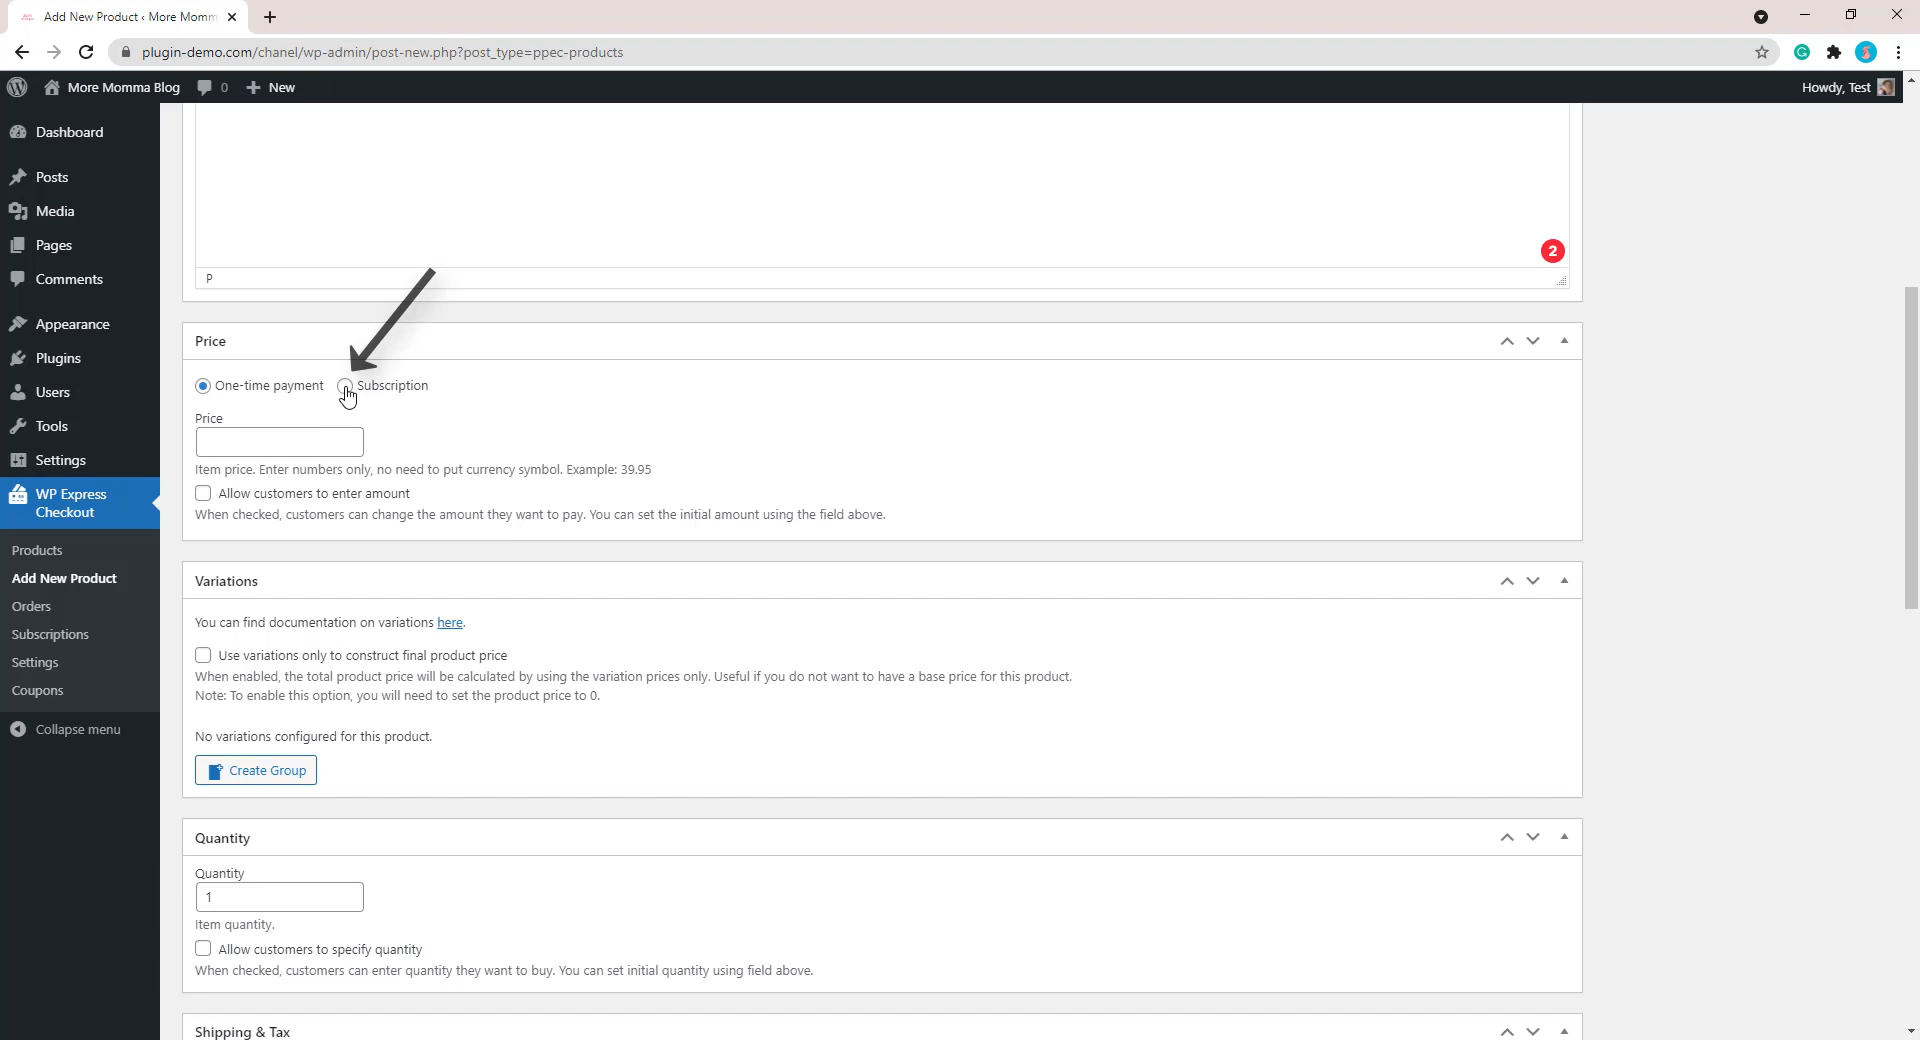 Add New Product ‹ More Momm
plugin-demo.com/chanel/wp-admin/post-new.php?post_type=ppec-products
More Momma Blog
0
New
Howdy, Test
Dashboard
Posts
Media
Pages
Comments
Appearance
Plugins
Users
Tools
Settings
WP Express
Checkout
Products
Add New Product
Orders
Subscriptions
Settings
Coupons
Collapse menu
2
P
Price
One-time payment
Subscription
Price
Item price. Enter numbers only, no need to put currency symbol. Example: 39.95
Allow customers to enter amount
When checked, customers can change the amount they want to pay. You can set the initial amount using the field above.
Variations
You can find documentation on variations here.
Use variations only to construct final product price
When enabled, the total product price will be calculated by using the variation prices only. Useful if you do not want to have a base price for this product.
Note: To enable this option, you will need to set the product price to 0.
No variations configured for this product.
Create Group
Quantity
Quantity
1
Item quantity.
Allow customers to specify quantity
When checked, customers can enter quantity they want to buy. You can set initial quantity using field above.
Shipping & Tax